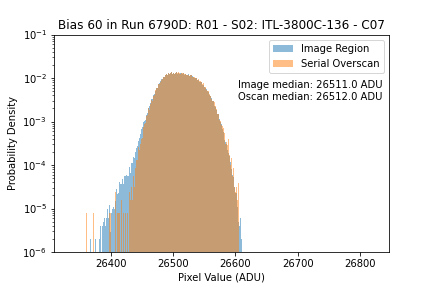 Bias 60 in Run 6790D: R01 - S02: ITL-3800C-136 - C07
Image Region
Serial Overscan
Image median: 26511.0 ADU
Oscan median: 26512.0 ADU
Probability Density
10⁻¹
10⁻²
10⁻³
10⁻⁴
10⁻⁵
10⁻⁶
26400 26500 26600 26700 26800
Pixel Value (ADU)